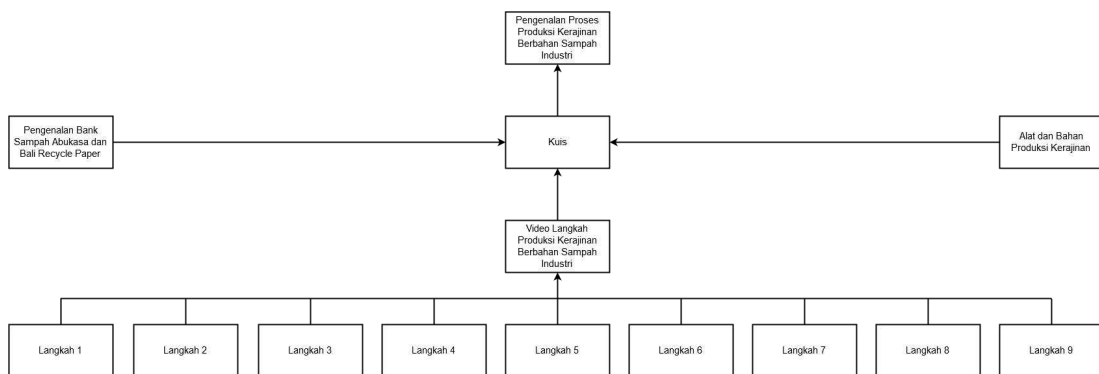 Pengenalan Proses
Produksi Kerajinan
Berbahan Sampah
Industri
Pengenalan Bank
Sampah Abukasa dan
Bali Recycle Paper
Kuis
Alat dan Bahan
Produksi Kerajinan
Video Langkah
Produksi Kerajinan
Berbahan Sampah
Industri
Langkah 1
Langkah 2
Langkah 3
Langkah 4
Langkah 5
Langkah 6
Langkah 7
Langkah 8
Langkah 9